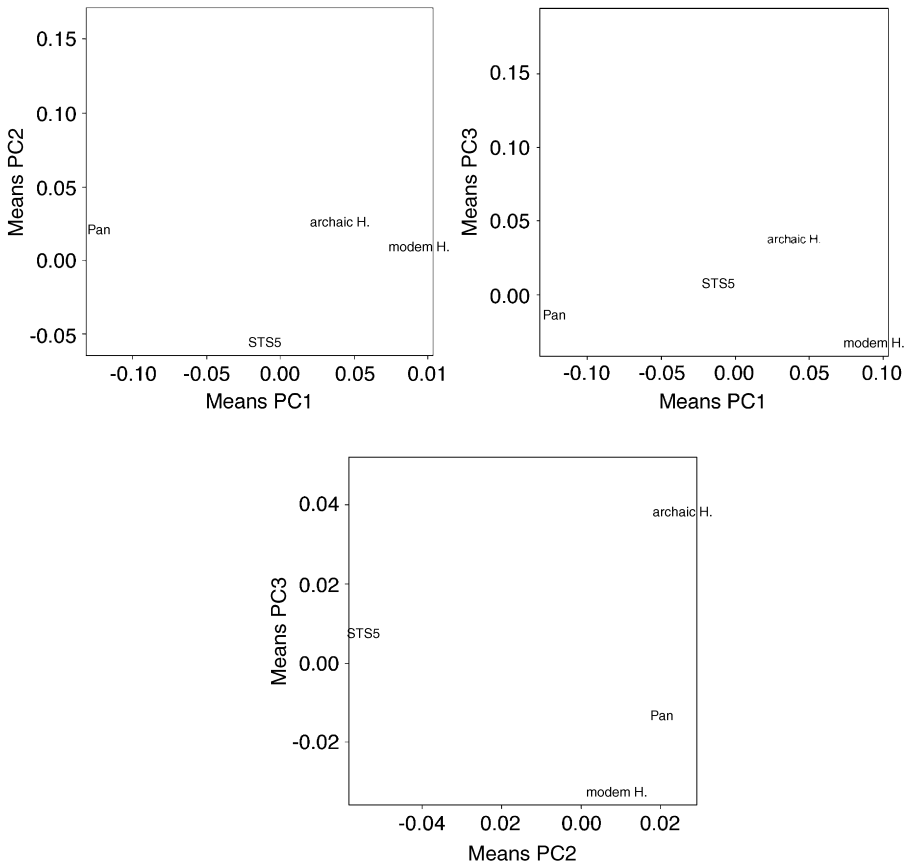 0.15
0.10
0.05
0.00
-0.05
Means PC2
Pan
archaic H.
modem H.
STS5
-0.10 -0.05 0.00 0.05 0.01
Means PC1
0.15
0.10
0.05
0.00
Means PC3
archaic H.
STS5
Pan
modem H.
-0.10 -0.05 0.00 0.05 0.10
Means PC1
0.04
0.02
0.00
-0.02
Means PC3
archaic H.
STS5
Pan
modem H.
-0.04 0.02 0.00 0.02
Means PC2